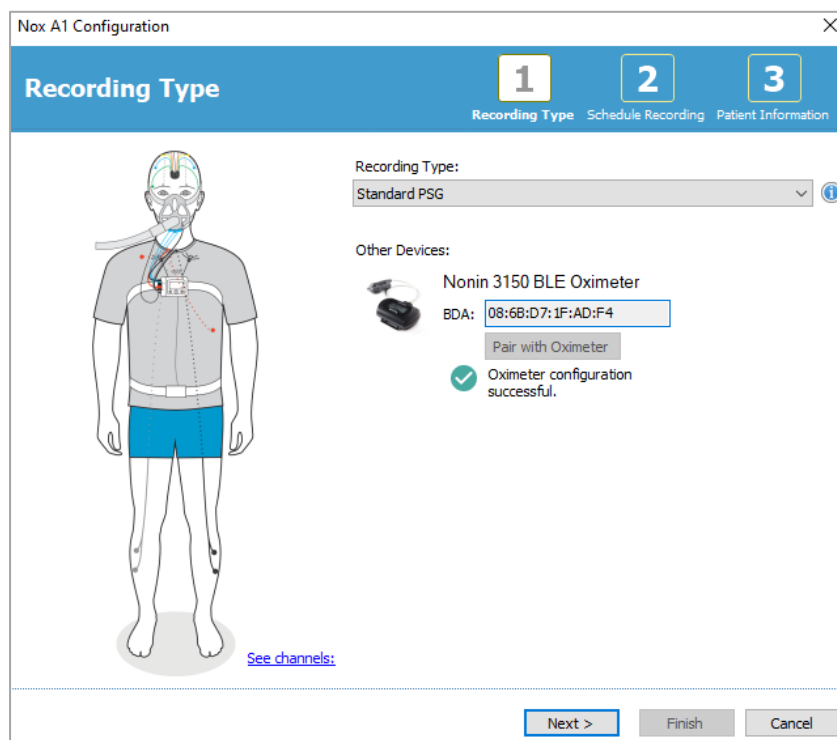 Nox A1 Configuration
Recording Type
1
Recording Type
2
Schedule Recording
3
Patient Information
Recording Type:
Standard PSG
Other Devices:
Nonin 3150 BLE Oximeter
BDA: 08:6B:D7:1F:AD:F4
Pair with Oximeter
Oximeter configuration
successful.
See channels:
Next >
Finish
Cancel